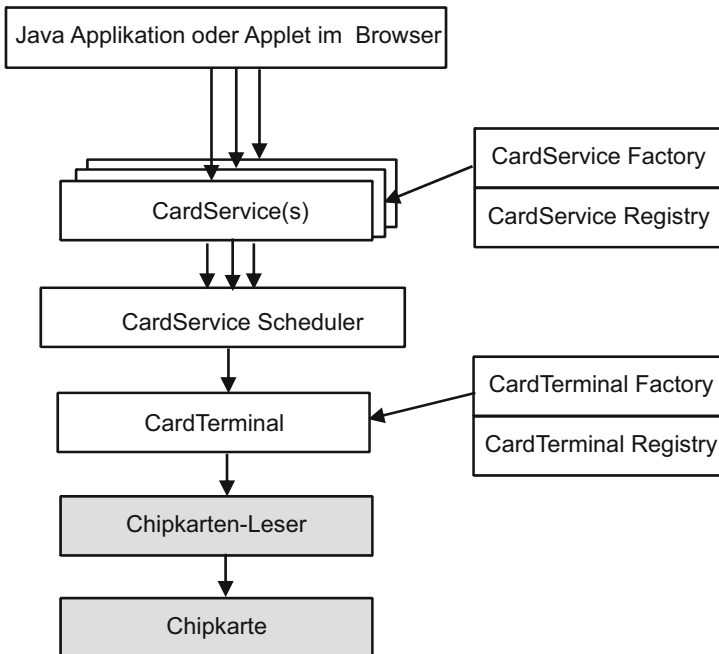 Java Applikation oder Applet im Browser
CardService Factory
CardService(s)
CardService Registry
CardService Scheduler
CardTerminal Factory
CardTerminal
CardTerminal Registry
Chipkarten-Leser
Chipkarte